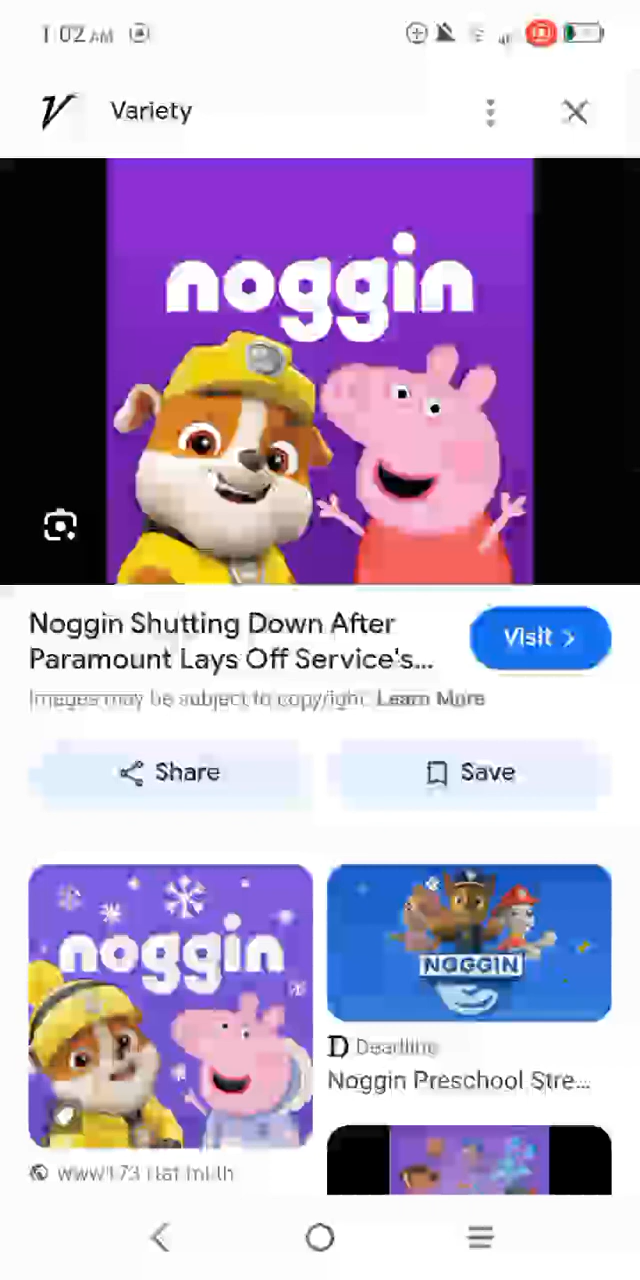 1:02 AM
Variety
noggin
Noggin Shutting Down After
Paramount Lays Off Service's...
Visit
Images may be subject to copyright. Learn More
Share
Save
noggin
NOGGIN
Deadline
Noggin Preschool Stre...